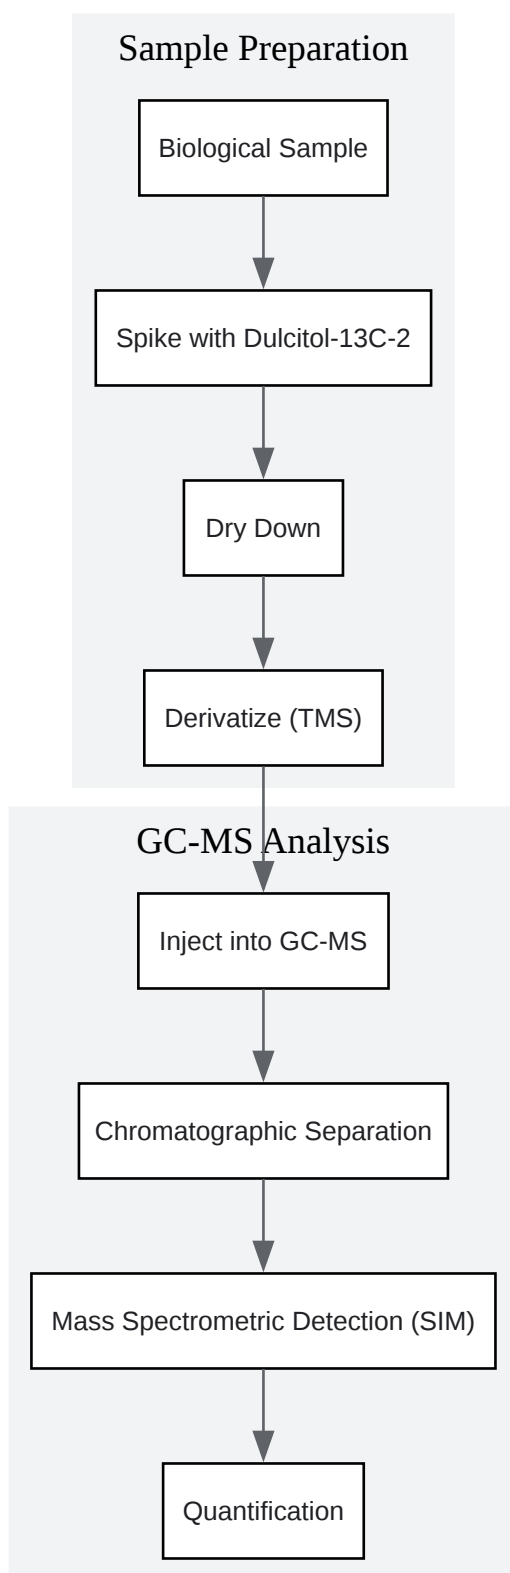 Sample Preparation
Biological Sample
Spike with Dulcitol-13C-2
Dry Down
Derivatize (TMS)
GC-MS Analysis
Inject into GC-MS
Chromatographic Separation
Mass Spectrometric Detection (SIM)
Quantification